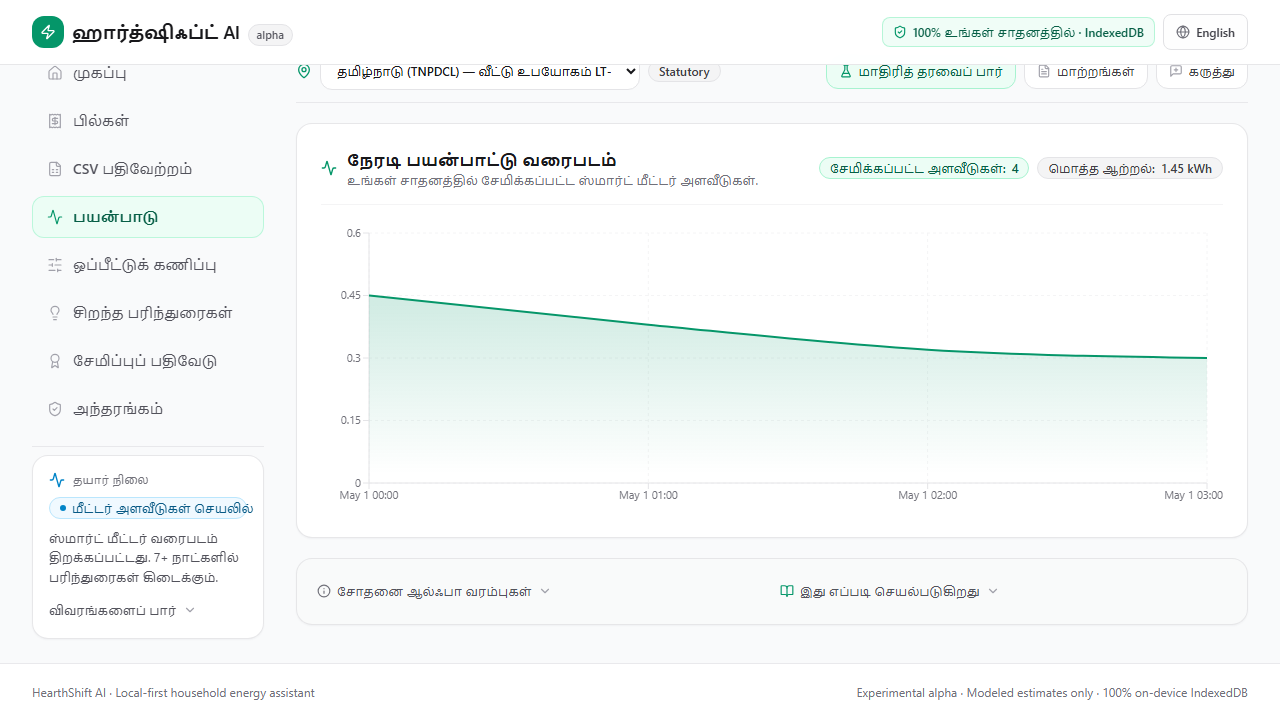 ஹார்த்ஷிஃப்ட் AI alpha
100% உங்கள் சாதனத்தில் · IndexedDB
English
முகப்பு
பில்கள்
CSV பதிவேற்றம்
பயன்பாடு
ஒப்பீட்டுக் கணிப்பு
சிறந்த பரிந்துரைகள்
சேமிப்புப் பதிவேடு
அந்தரங்கம்
தயார் நிலை
மீட்டர் அளவீடுகள் செயலில்
ஸ்மார்ட் மீட்டர் வரைபடம்
திறக்கப்பட்டது. 7+ நாட்களில்
பரிந்துரைகள் கிடைக்கும்.
விவரங்களைப் பார்
தமிழ்நாடு (TNPDCL) — வீட்டு உபயோகம் LT-
Statutory
மாதிரித் தரவைப் பார்
மாற்றங்கள்
கருத்து
நேரடி பயன்பாட்டு வரைபடம்
உங்கள் சாதனத்தில் சேமிக்கப்பட்ட ஸ்மார்ட் மீட்டர் அளவீடுகள்.
சேமிக்கப்பட்ட அளவீடுகள்: 4
மொத்த ஆற்றல்: 1.45 kWh
0.6
0.45
0.3
0.15
0
May 1 00:00
May 1 01:00
May 1 02:00
May 1 03:00
சோதனை ஆல்ஃபா வரம்புகள்
இது எப்படி செயல்படுகிறது
HearthShift AI · Local-first household energy assistant
Experimental alpha · Modeled estimates only · 100% on-device IndexedDB